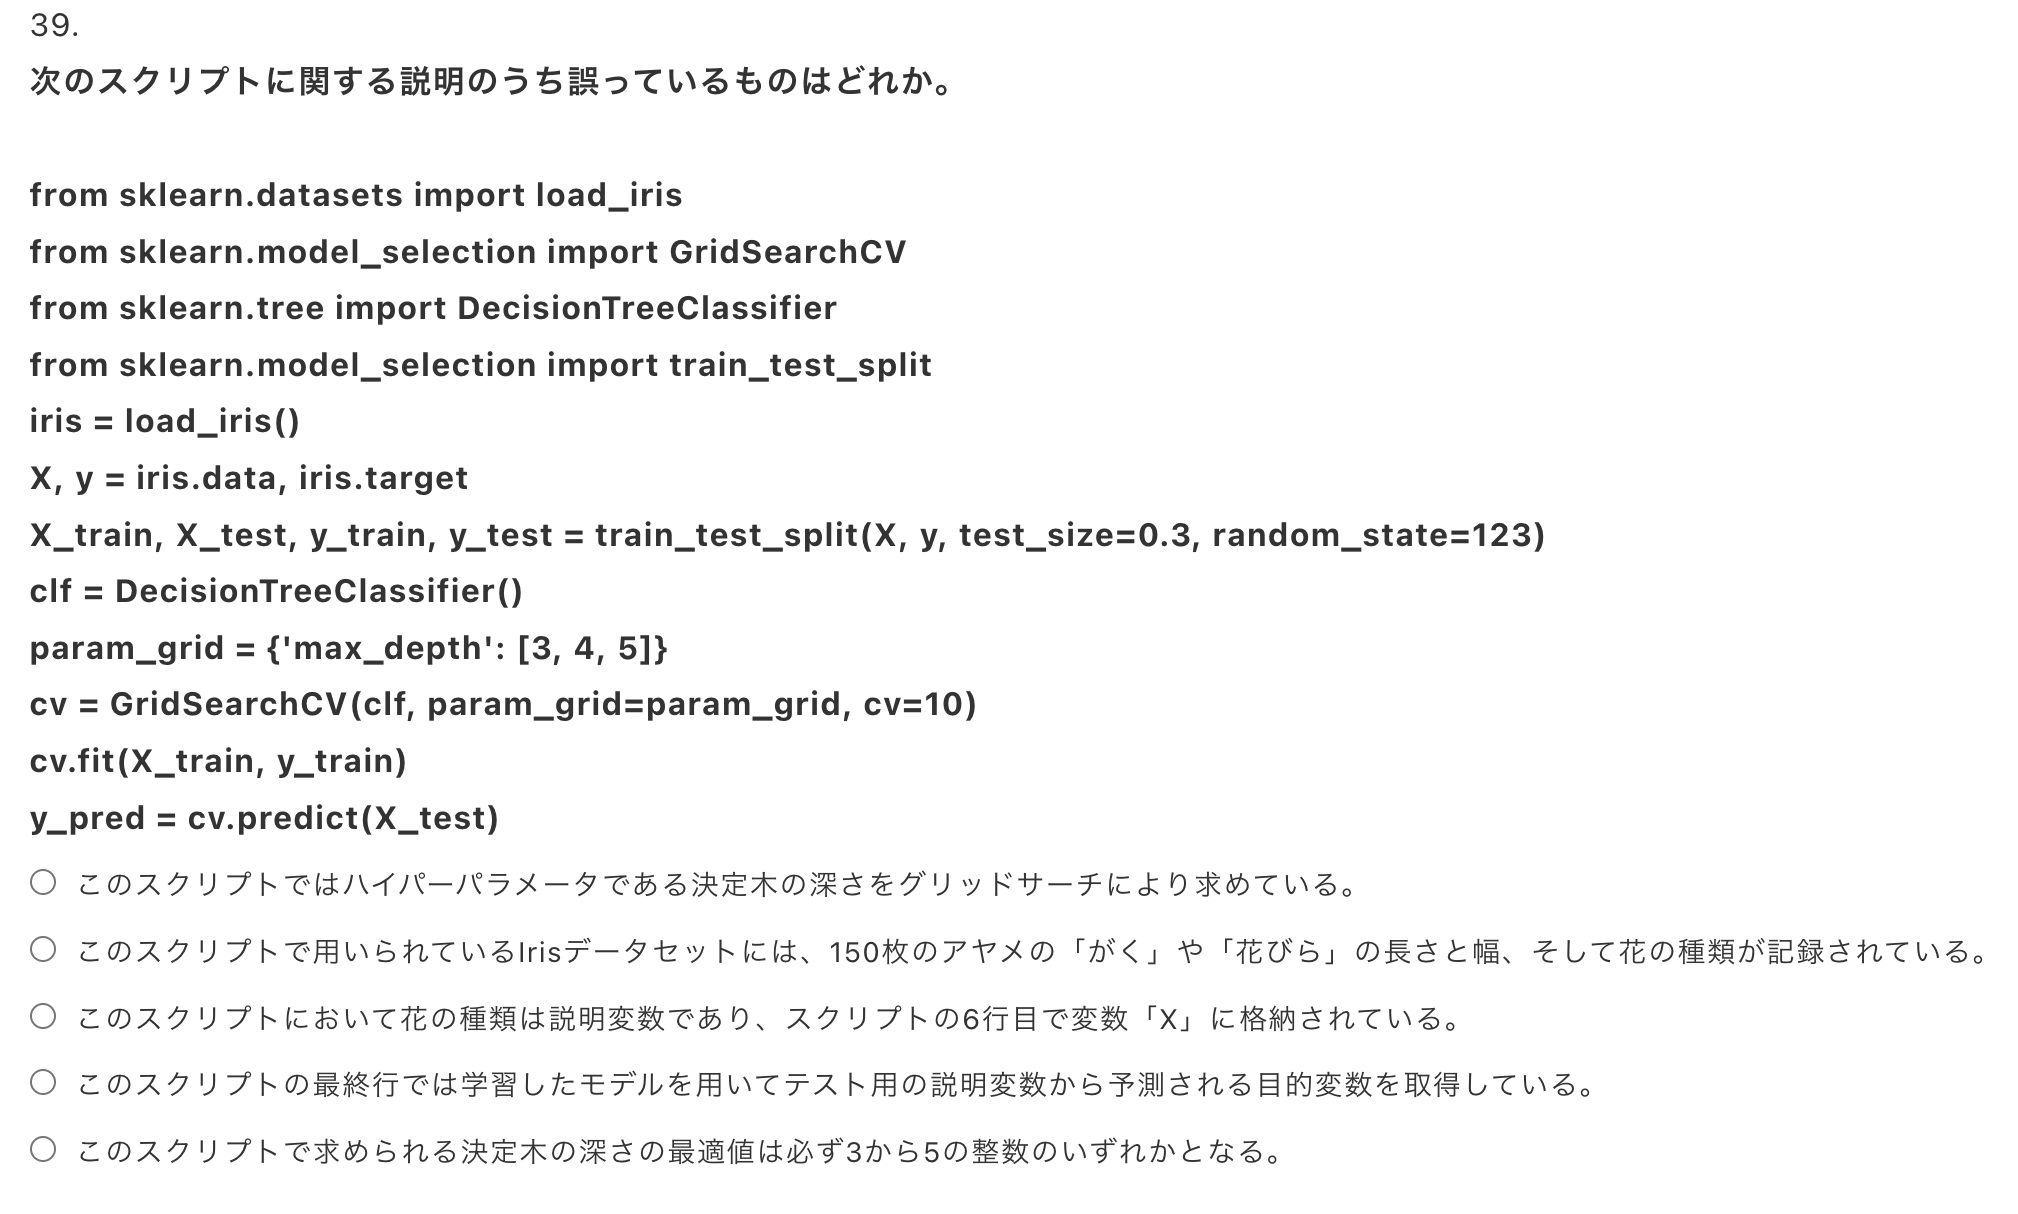 39.
次のスクリプトに関する説明のうち誤っているものはどれか。
from sklearn.datasets import load_iris
from sklearn.model_selection import GridSearchCV
from sklearn.tree import DecisionTreeClassifier
from sklearn.model_selection import train_test_split
iris = load_iris()
X, y = iris.data, iris.target
X_train, X_test, y_train, y_test = train_test_split(X, y, test_size=0.3, random_state=123)
clf = DecisionTreeClassifier()
param_grid = {'max_depth': [3, 4, 5]}
cv = GridSearchCV(clf, param_grid=param_grid, cv=10)
cv.fit(X_train, y_train)
y_pred = cv.predict(X_test)
このスクリプトではハイパーパラメータである決定木の深さをグリッドサーチにより求めている。
このスクリプトで用いられているIrisデータセットには、150枚のアヤメの「がく」や「花びら」の長さと幅、そして花の種類が記録されている。
このスクリプトにおいて花の種類は説明変数であり、スクリプトの6行目で変数「X」に格納されている。
このスクリプトの最終行では学習したモデルを用いてテスト用の説明変数から予測される目的変数を取得している。
このスクリプトで求められる決定木の深さの最適値は必ず3から5の整数のいずれかとなる。